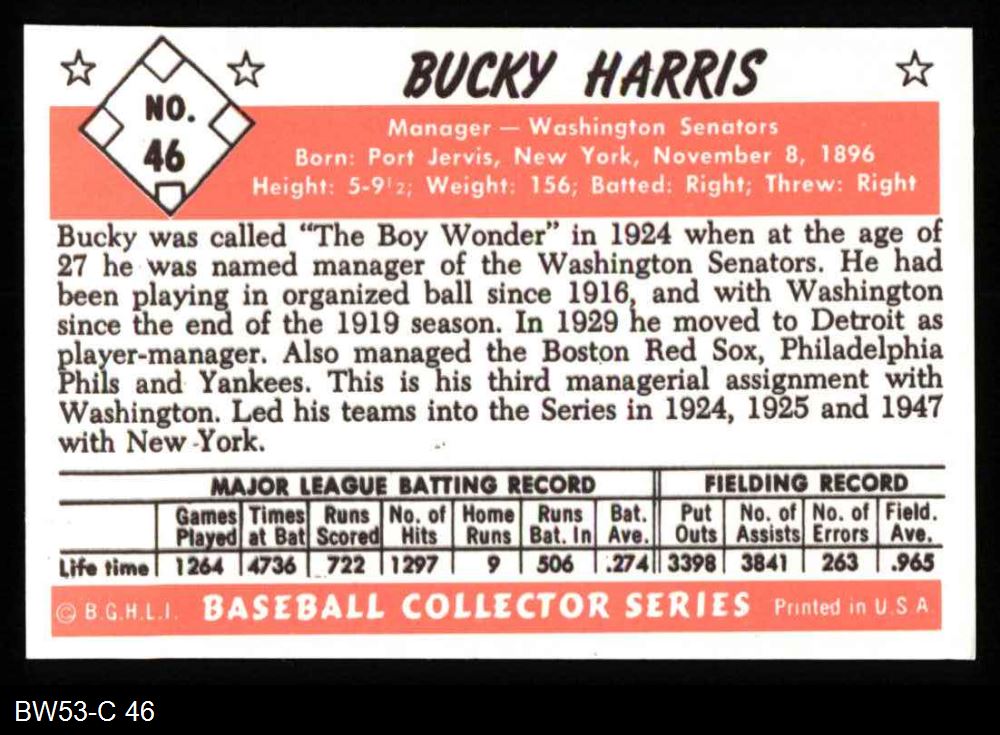 BUCKY HARRIS
NO.
46
Manager — Washington Senators
Born: Port Jervis, New York, November 8, 1896
Height: 5-9½; Weight: 156; Batted: Right; Threw: Right
Bucky was called “The Boy Wonder” in 1924 when at the age of
27 he was named manager of the Washington Senators. He had
been playing in organized ball since 1916, and with Washington
since the end of the 1919 season. In 1929 he moved to Detroit as
player-manager. Also managed the Boston Red Sox, Philadelphia
Phils and Yankees. This is his third managerial assignment with
Washington. Led his teams into the Series in 1924, 1925 and 1947
with New York.
MAJOR LEAGUE BATTING RECORD FIELDING RECORD
Games Times Runs No. of Home Runs Bat. Put No. of No. of Field.
Played at Bat Scored Hits Runs Bat. In Ave. Outs Assists Errors Ave.
Life time 1264 4736 722 1297 9 506 .274 3398 3841 263 .965
© B.G.H.L.I. BASEBALL COLLECTOR SERIES Printed in U.S.A
BW53-C 46